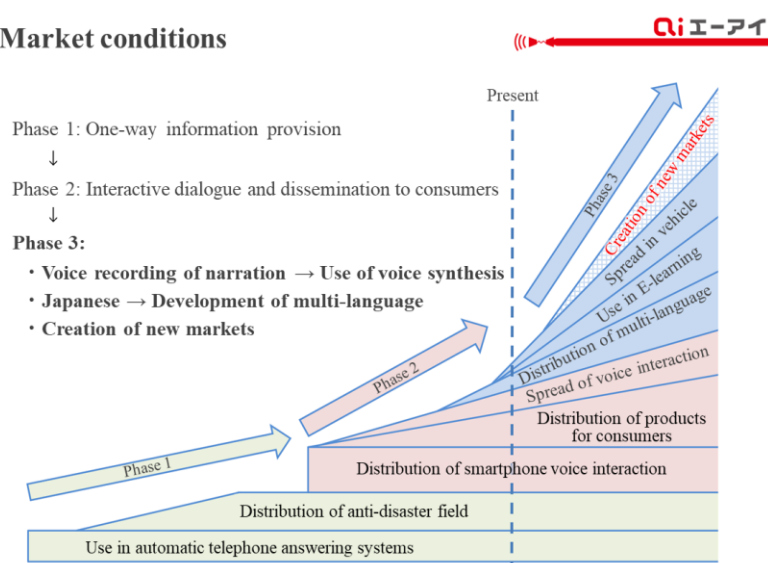 Market conditions
aiエーアイ
Present
Phase 1: One-way information provision
↓
Phase 2: Interactive dialogue and dissemination to consumers
↓
Phase 3:
・Voice recording of narration → Use of voice synthesis
・Japanese → Development of multi-language
・Creation of new markets
Phase 3
Creation of new markets
Spread in vehicle
Use in E-learning
Distribution of multi-language
Spread of voice interaction
Phase 2
Distribution of products
for consumers
Phase 1
Distribution of smartphone voice interaction
Distribution of anti-disaster field
Use in automatic telephone answering systems